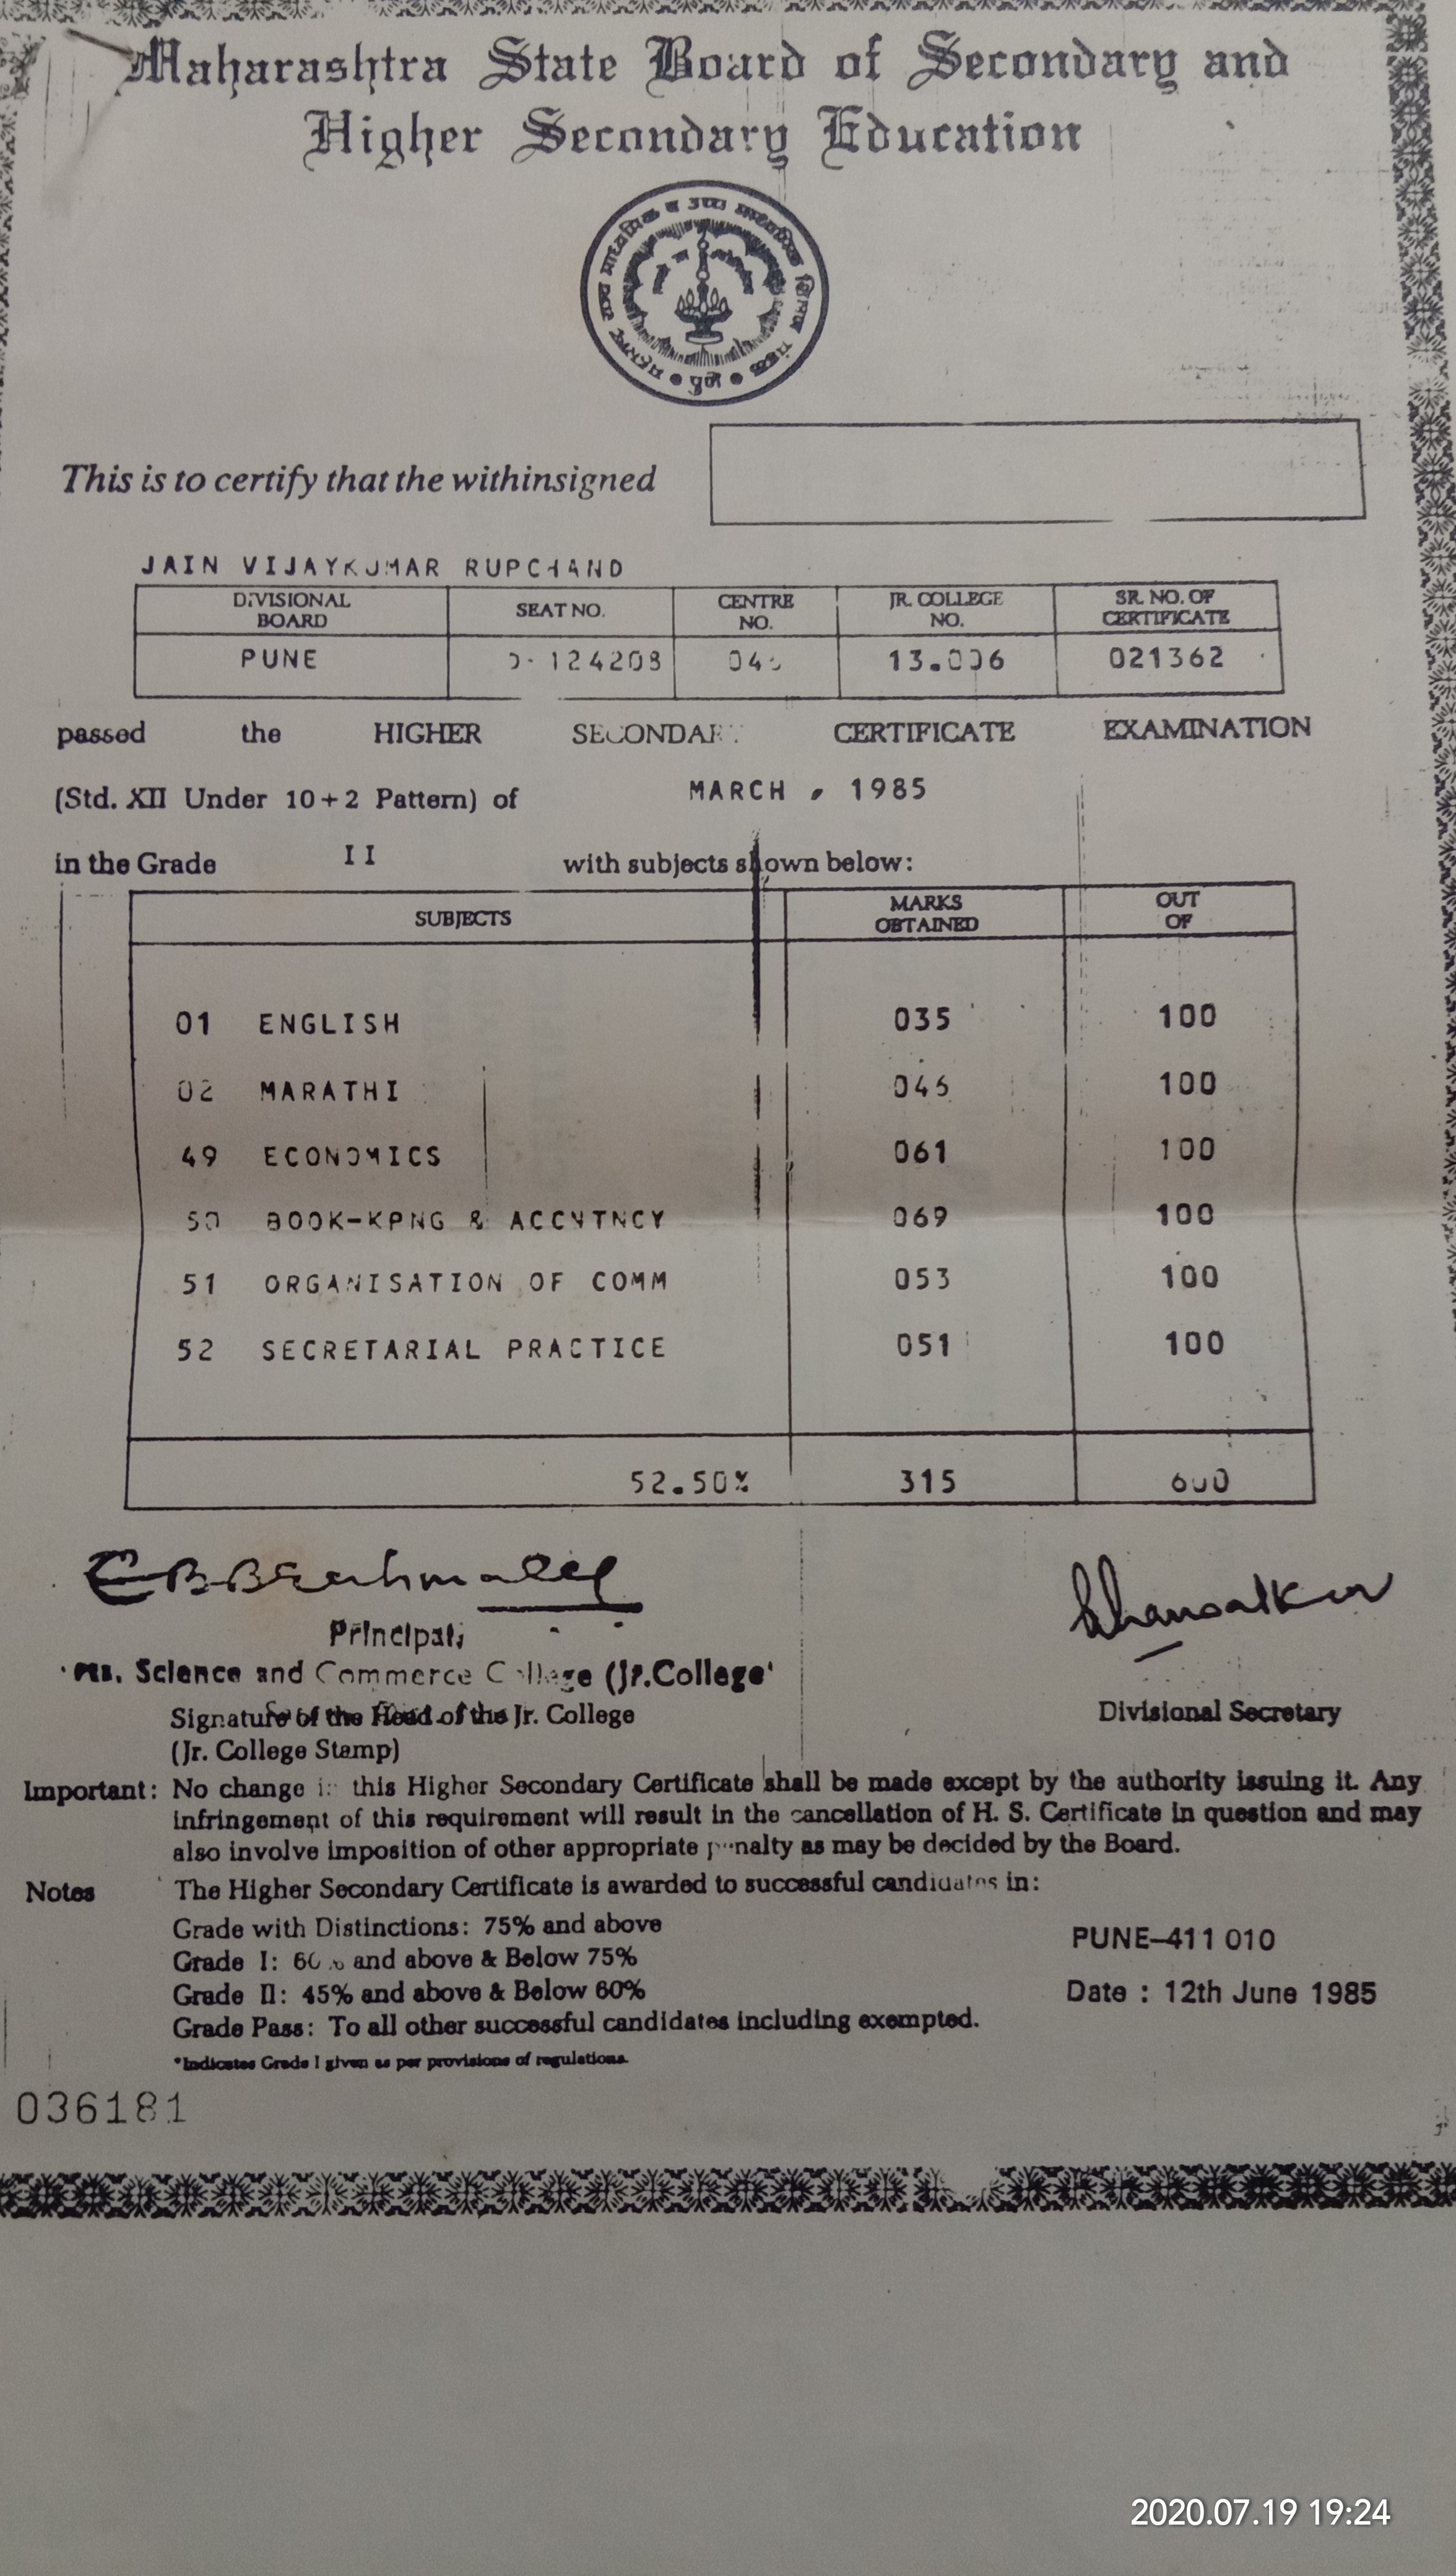 Maharashtra State Board of Secondary and
Higher Secondary Education
This is to certify that the withinsigned
JAIN VIJAYKUMAR RUPCHAND
DIVISIONAL BOARD SEAT NO. CENTRE NO. JR. COLLEGE NO. SR. NO. OF CERTIFICATE
PUNE 124208 13.006 021362
passed the HIGHER SECONDARY CERTIFICATE EXAMINATION
(Std. XII Under 10+2 Pattern) of MARCH , 1985
in the Grade II with subjects shown below:
SUBJECTS MARKS OBTAINED OUT OF
01 ENGLISH 035 100
02 MARATHI 046 100
49 ECONOMICS 061 100
50 BOOK-KPNG & ACCNTNCY 069 100
51 ORGANISATION OF COMM 053 100
52 SECRETARIAL PRACTICE 051 100
52.50% 315 600
Principal,
Science and Commerce College (Jr.College
Signature of the Head of the Jr. College
Divisional Secretary
(Jr. College Stamp)
Important: No change in this Higher Secondary Certificate shall be made except by the authority issuing it. Any
infringement of this requirement will result in the cancellation of H. S. Certificate in question and may
also involve imposition of other appropriate penalty as may be decided by the Board.
Notes The Higher Secondary Certificate is awarded to successful candidates in:
Grade with Distinctions: 75% and above
Grade I: 60% and above & Below 75%
Grade II: 45% and above & Below 60%
Grade Pass: To all other successful candidates including exempted.
*Indicates Grade I given as per provisions of regulations.
PUNE-411 010
Date : 12th June 1985
036181
2020.07.19 19:24